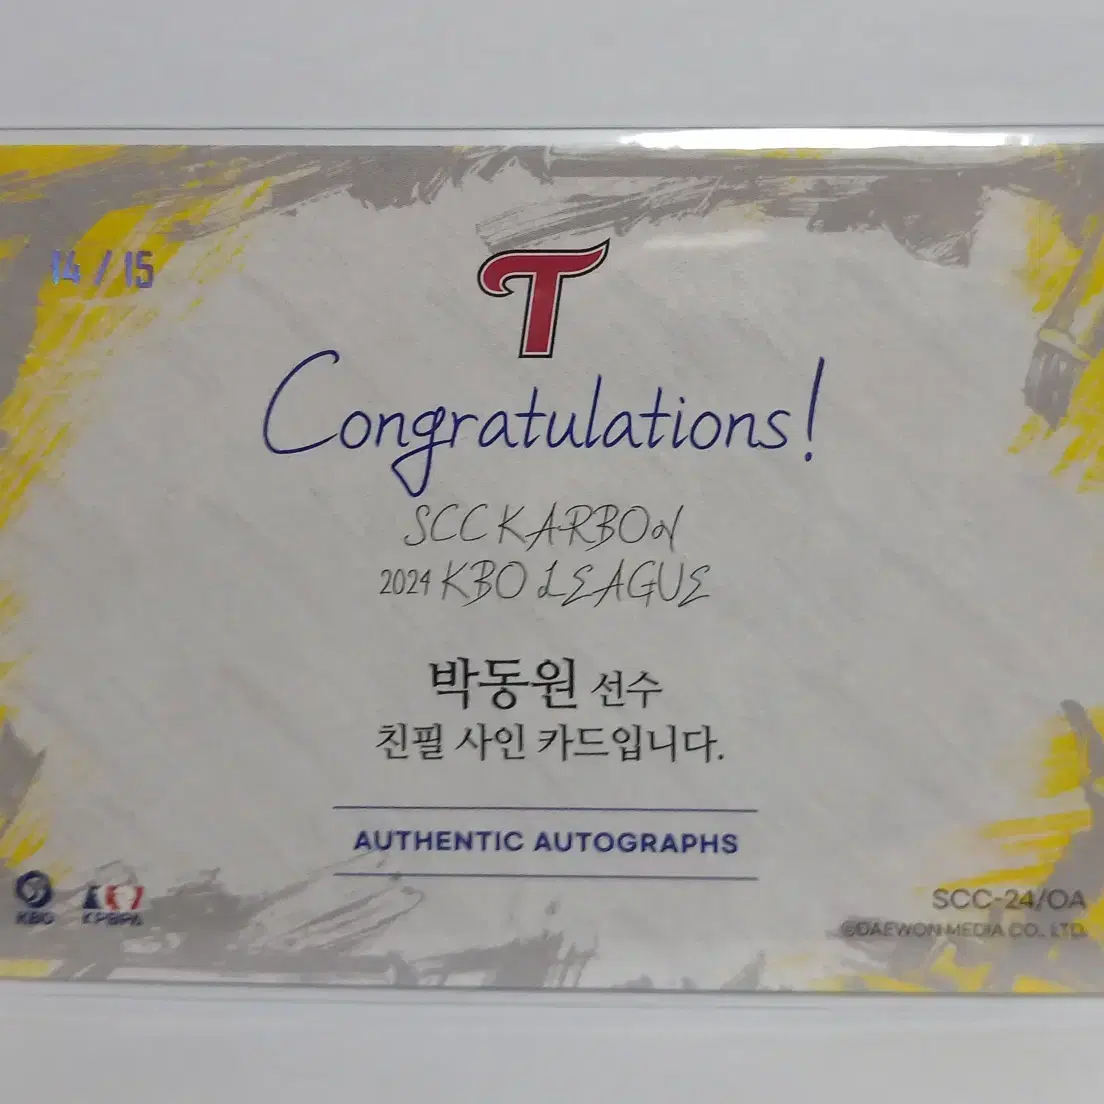 14 / 15
T
Congratulations!
SCC KARBON
2024 KBO LEAGUE
박동원 선수
친필 사인 카드입니다.
AUTHENTIC AUTOGRAPHS
KBO KPBPA
SCC-24/OA
©DAEWON MEDIA CO. LTD.